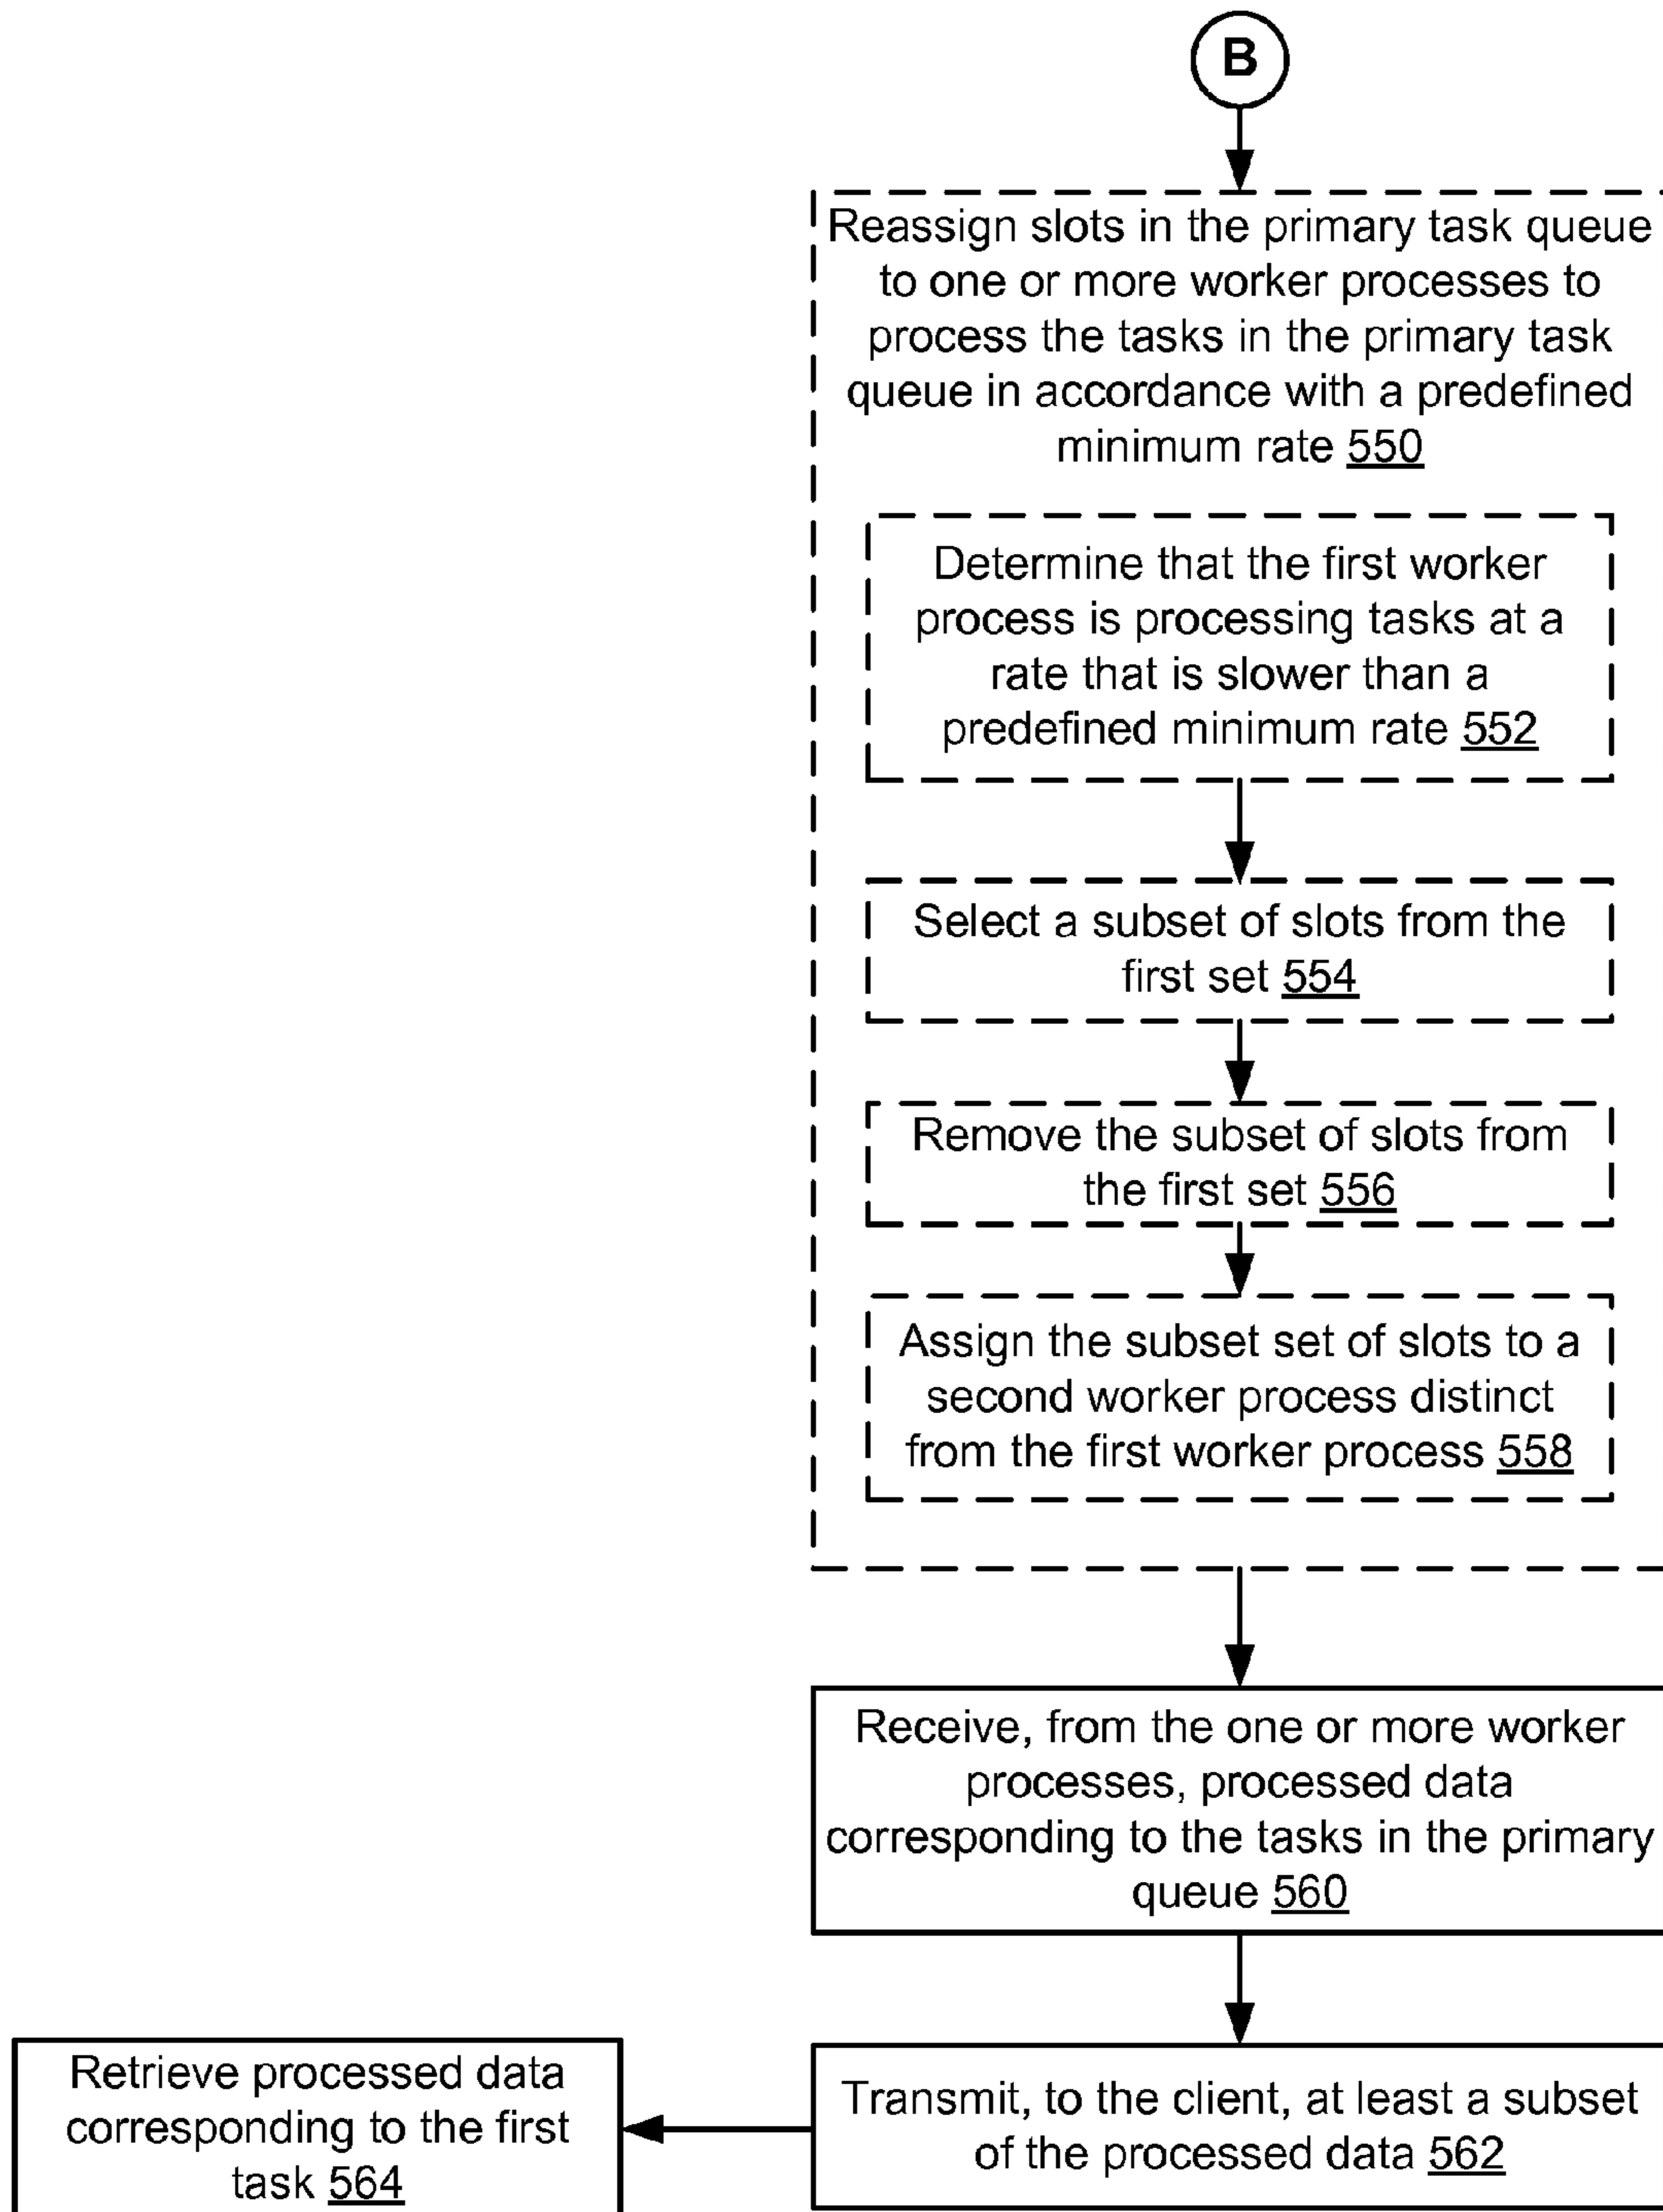 B
Reassign slots in the primary task queue
to one or more worker processes to
process the tasks in the primary task
queue in accordance with a predefined
minimum rate 550
Determine that the first worker
process is processing tasks at a
rate that is slower than a
predefined minimum rate 552
Select a subset of slots from the
first set 554
Remove the subset of slots from
the first set 556
Assign the subset set of slots to a
second worker process distinct
from the first worker process 558
Receive, from the one or more worker
processes, processed data
corresponding to the tasks in the primary
queue 560
Transmit, to the client, at least a subset
of the processed data 562
Retrieve processed data
corresponding to the first
task 564